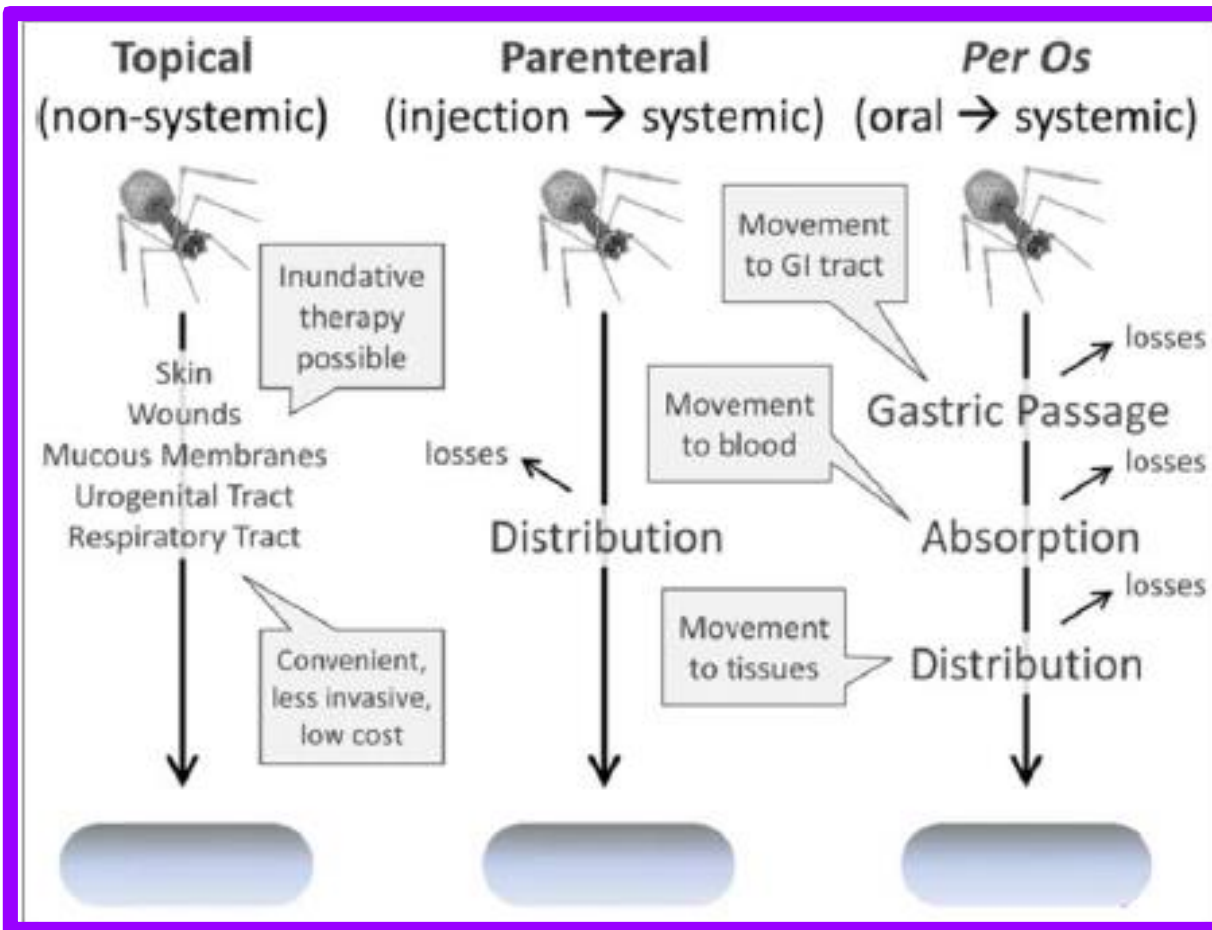 Topical
(non-systemic)
Inundative
therapy
possible
Skin
Wounds
Mucous Membranes
Urogenital Tract
Respiratory Tract
Convenient,
less invasive,
low cost
Parenteral
(injection → systemic)
losses
Distribution
Per Os
(oral → systemic)
Movement
to GI tract
losses
Gastric Passage
Movement
to blood
losses
Absorption
losses
Movement
to tissues
Distribution